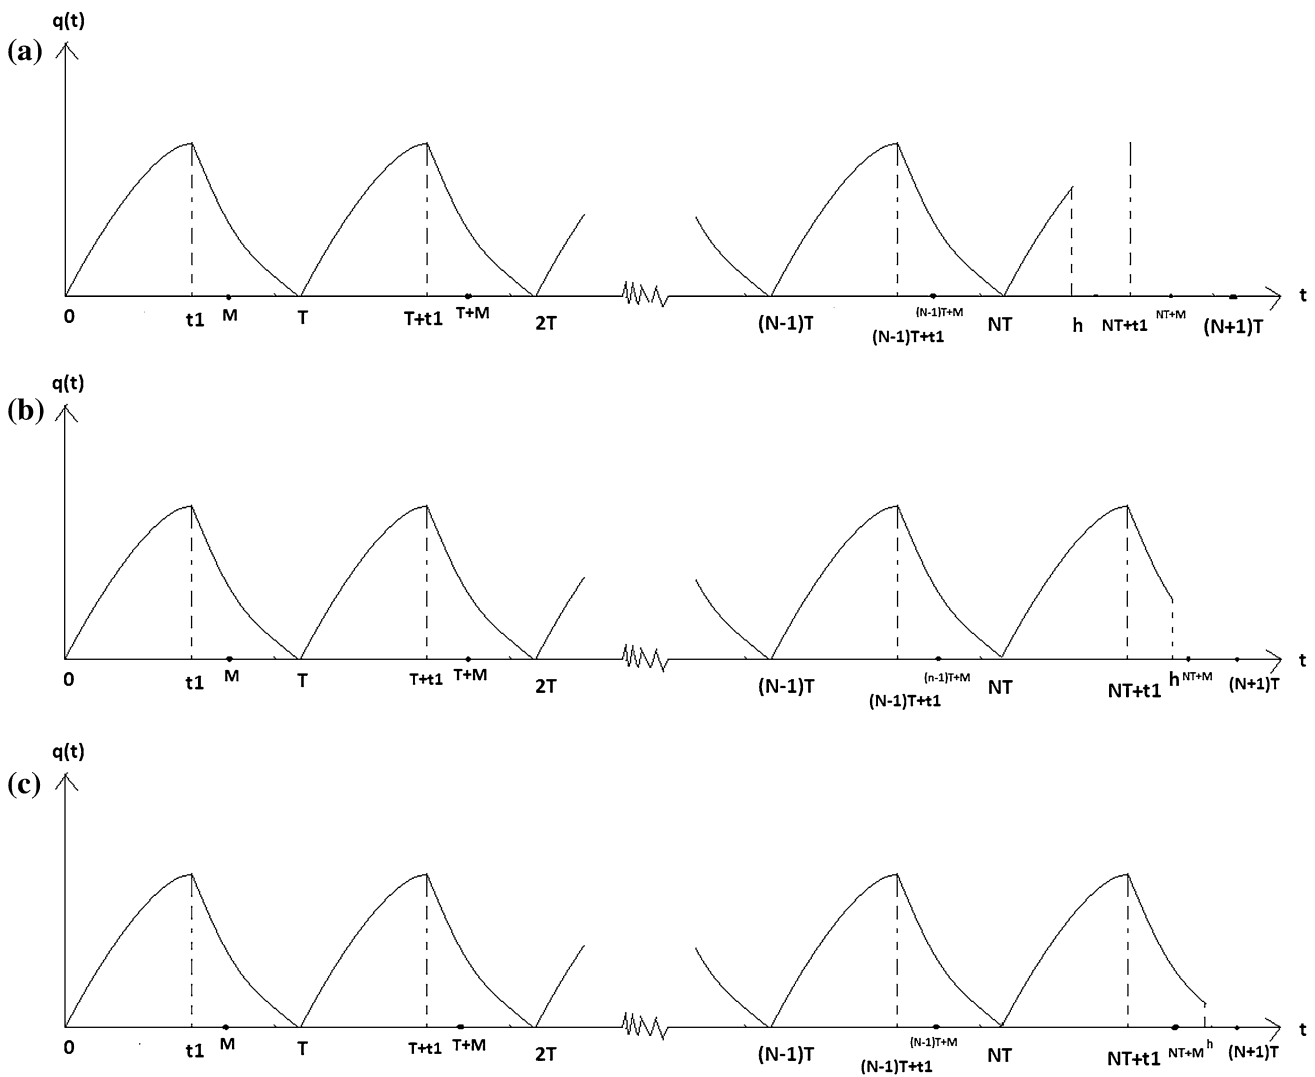 q(t)
(a)
0 t1 M T T+t1 T+M 2T (N-1)T (N-1)T+t1 (N-1)T+M NT h NT+t1 NT+M (N+1)T t
q(t)
(b)
0 t1 M T T+t1 T+M 2T (N-1)T (N-1)T+t1 (n-1)T+M NT NT+t1 h NT+M (N+1)T t
q(t)
(c)
0 t1 M T T+t1 T+M 2T (N-1)T (N-1)T+t1 (N-1)T+M NT NT+t1 NT+M h (N+1)T t